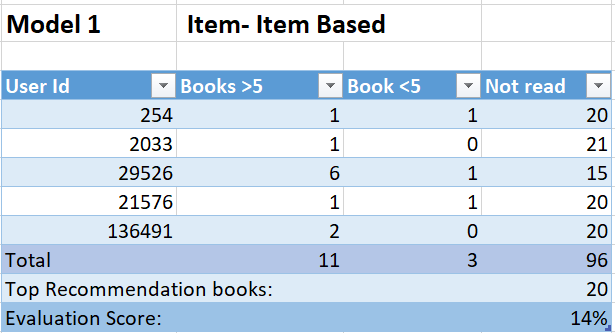 Model 1 Item- Item Based
User Id Books >5 Book <5 Not read
254 1 1 20
2033 1 0 21
29526 6 1 15
21576 1 1 20
136491 2 0 20
Total 11 3 96
Top Recommendation books: 20
Evaluation Score: 14%